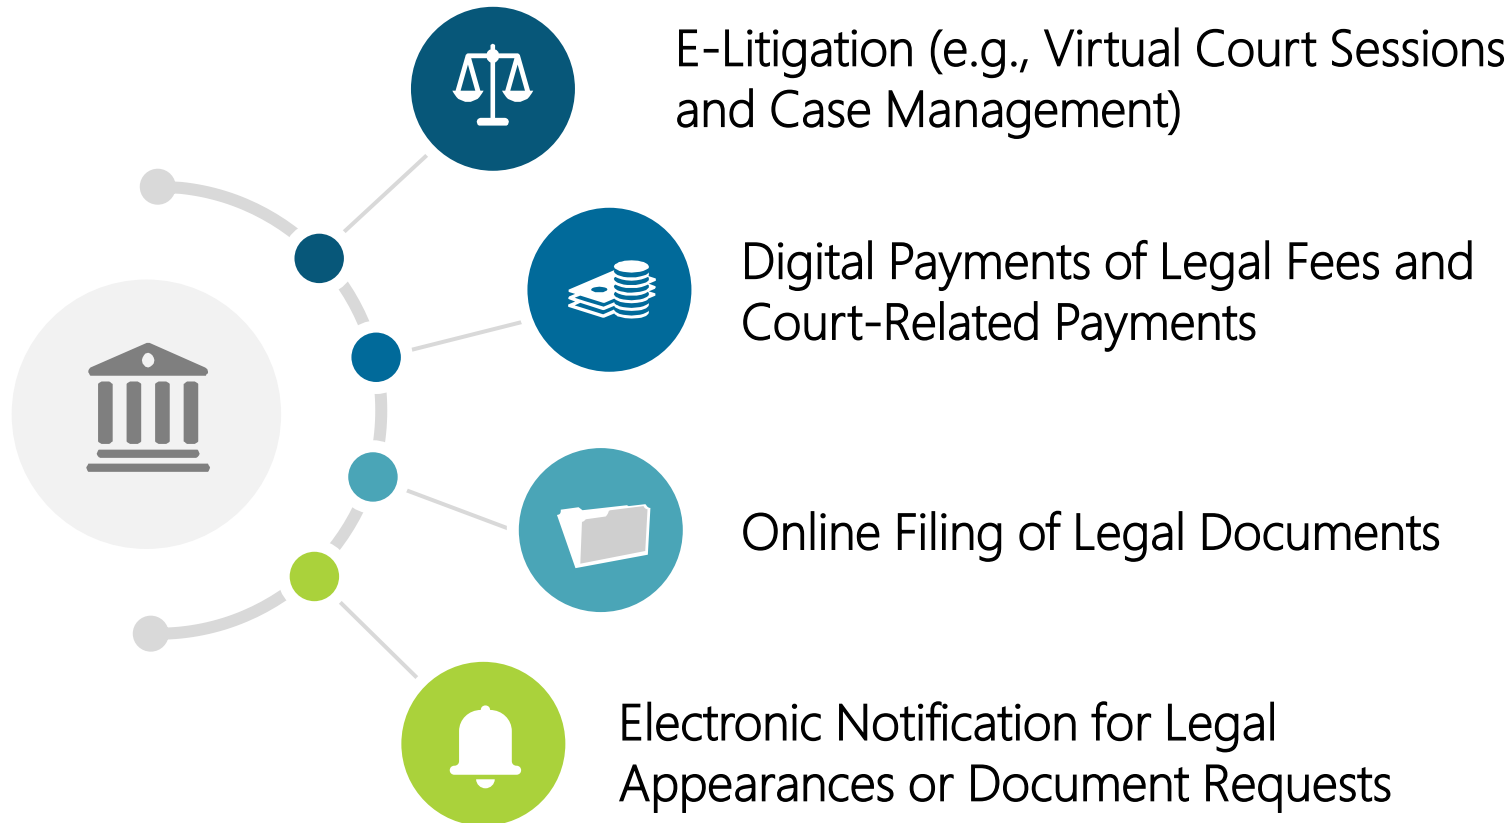 E-Litigation (e.g., Virtual Court Sessions
and Case Management)
Digital Payments of Legal Fees and
Court-Related Payments
Online Filing of Legal Documents
Electronic Notification for Legal
Appearances or Document Requests